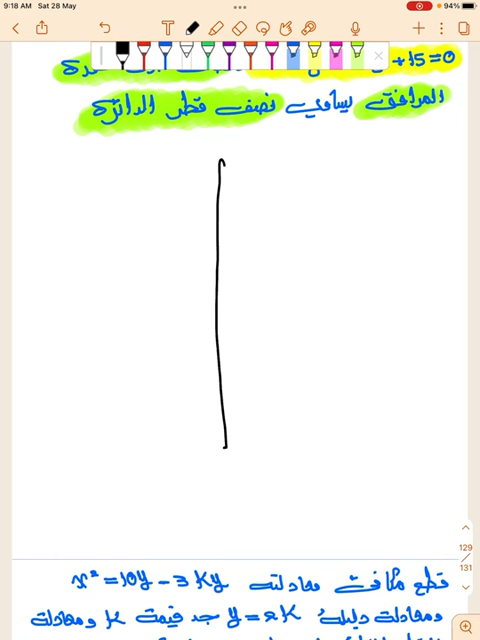 9:18 AM Sat 28 May
94%
+15=0
المرافق يساوي نصف قطر الدائرة
129
131
قطع مكافئ معادلته x² = 10y - 3ky
ومعادلة دليله y = 2k جد قيمة k ومعادلة